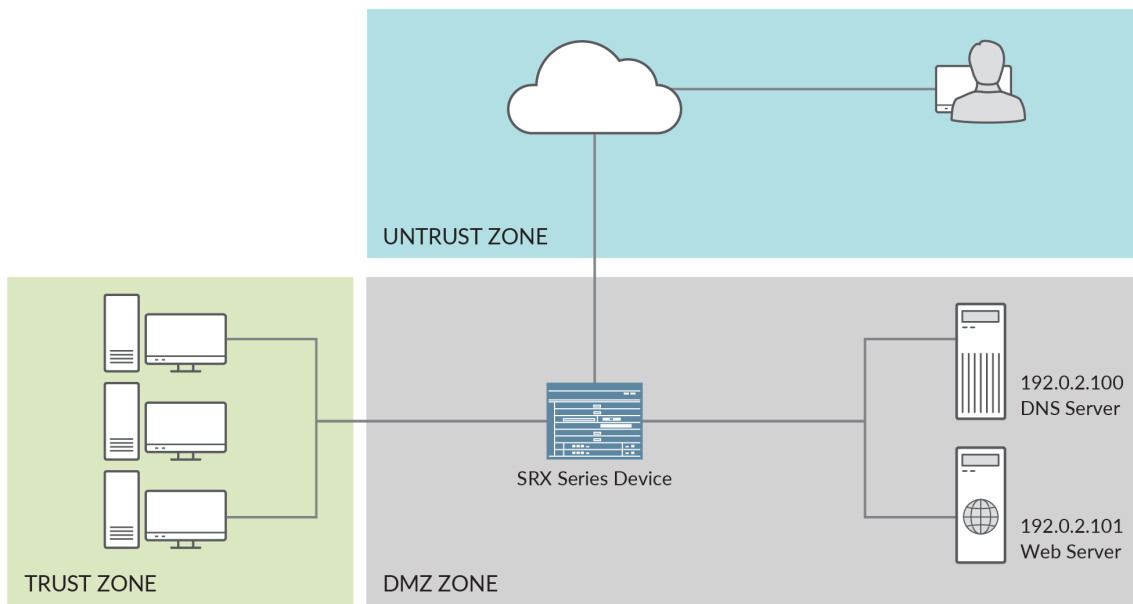 UNTRUST ZONE
192.0.2.100
DNS Server
SRX Series Device
192.0.2.101
Web Server
TRUST ZONE
DMZ ZONE